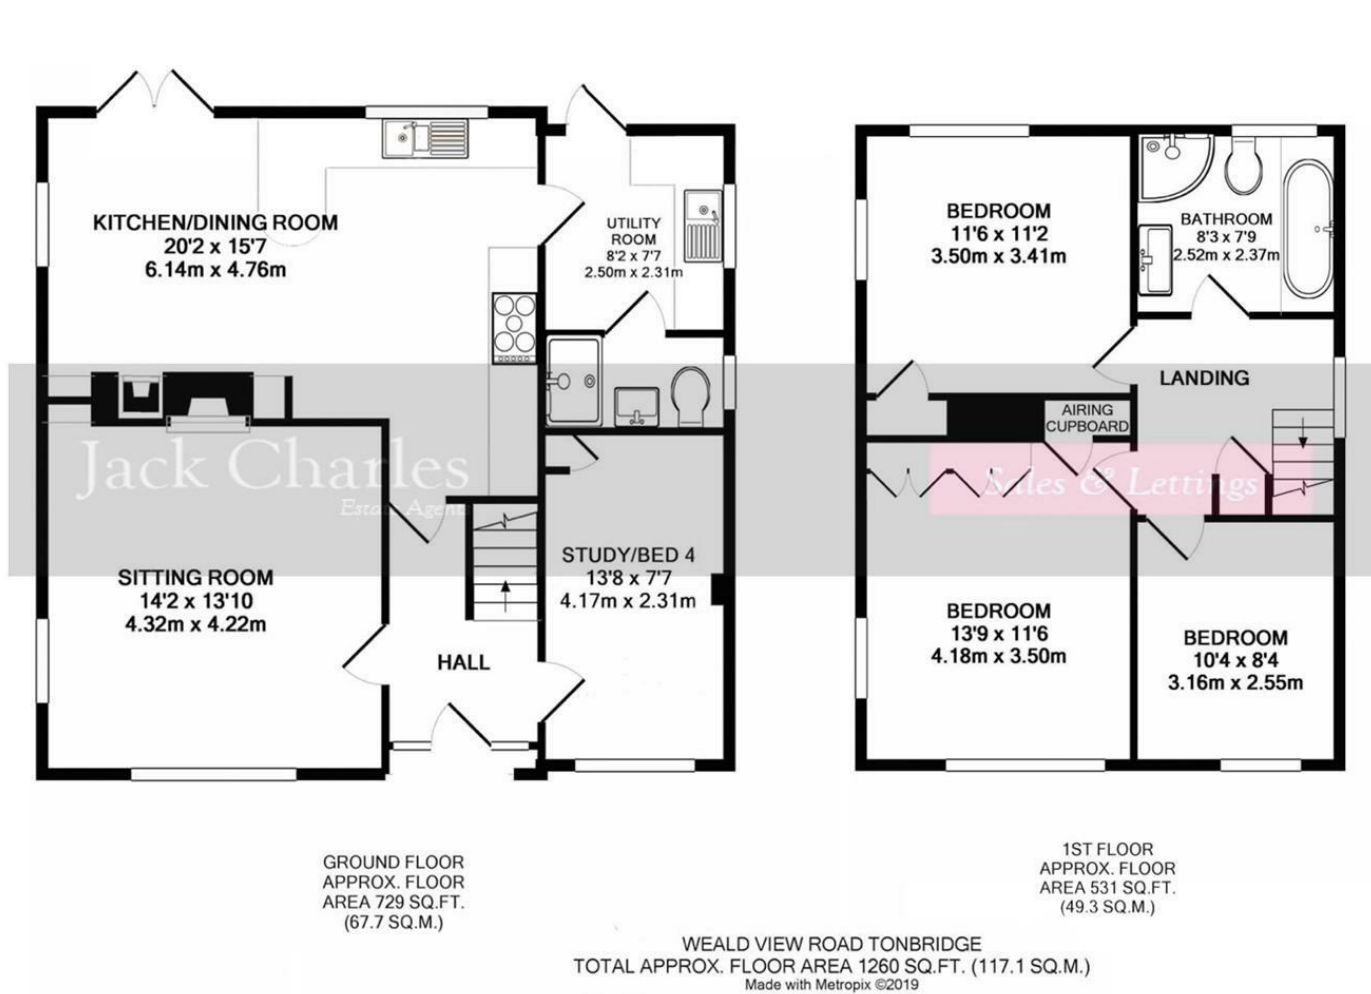 KITCHEN/DINING ROOM
20'2 x 15'7
6.14m x 4.76m
UTILITY
ROOM
8'2 x 7'7
2.50m x 2.31m
BEDROOM
11'6 x 11'2
3.50m x 3.41m
BATHROOM
8'3 x 7'9
2.52m x 2.37m
LANDING
AIRING
CUPBOARD
Jack Charles
Estate Agents
Sales & Lettings
SITTING ROOM
14'2 x 13'10
4.32m x 4.22m
STUDY/BED 4
13'8 x 7'7
4.17m x 2.31m
HALL
BEDROOM
13'9 x 11'6
4.18m x 3.50m
BEDROOM
10'4 x 8'4
3.16m x 2.55m
GROUND FLOOR
APPROX. FLOOR
AREA 729 SQ.FT.
(67.7 SQ.M.)
1ST FLOOR
APPROX. FLOOR
AREA 531 SQ.FT.
(49.3 SQ.M.)
WEALD VIEW ROAD TONBRIDGE
TOTAL APPROX. FLOOR AREA 1260 SQ.FT. (117.1 SQ.M.)
Made with Metropix ©2019